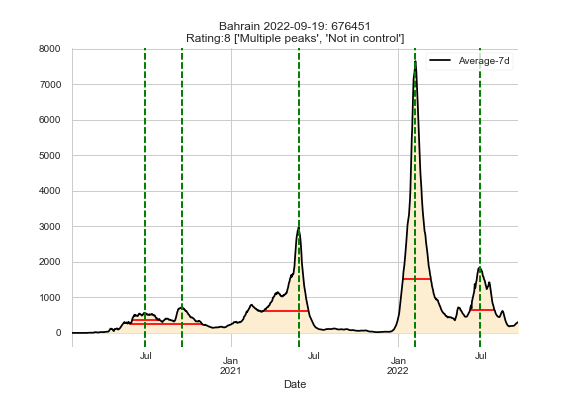 Bahrain 2022-09-19: 676451
Rating:8 ['Multiple peaks', 'Not in control']
Average-7d
8000
7000
6000
5000
4000
3000
2000
1000
0
Jul
Jan
2021
Jul
Jan
2022
Jul
Date